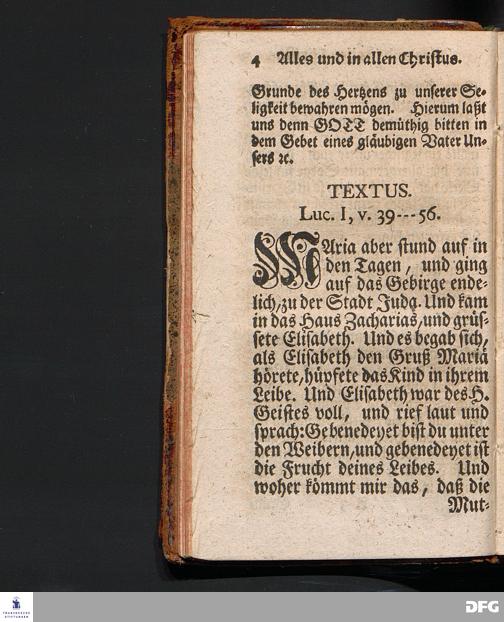 4 Alles und in allen Christus.
Grunde des Hertzens zu unserer Se-
ligkeit bewahren mögen. Hierum laßt
uns denn GOTT demüthig bitten in
dem Gebet eines gläubigen Vater Un-
sers ꝛc.
TEXTUS.
Luc. I, v. 39---56.
MAria aber stund auf in
den Tagen, und ging
auf das Gebirge ende-
lich/zu der Stadt Juda. Und kam
in das Haus Zacharias/und grüs-
sete Elisabeth. Und es begab sich,
als Elisabeth den Gruß Mariä
hörete/hüpfete das Kind in ihrem
Leibe. Und Elisabeth war des H.
Geistes voll, und rief laut und
sprach:Gebenedeyet bist du unter
den Weibern/und gebenedeyet ist
die Frucht deines Leibes. Und
woher kömmt mir das, daß die
Mut-
FRANCKESCHE
STIFTUNGEN
DFG